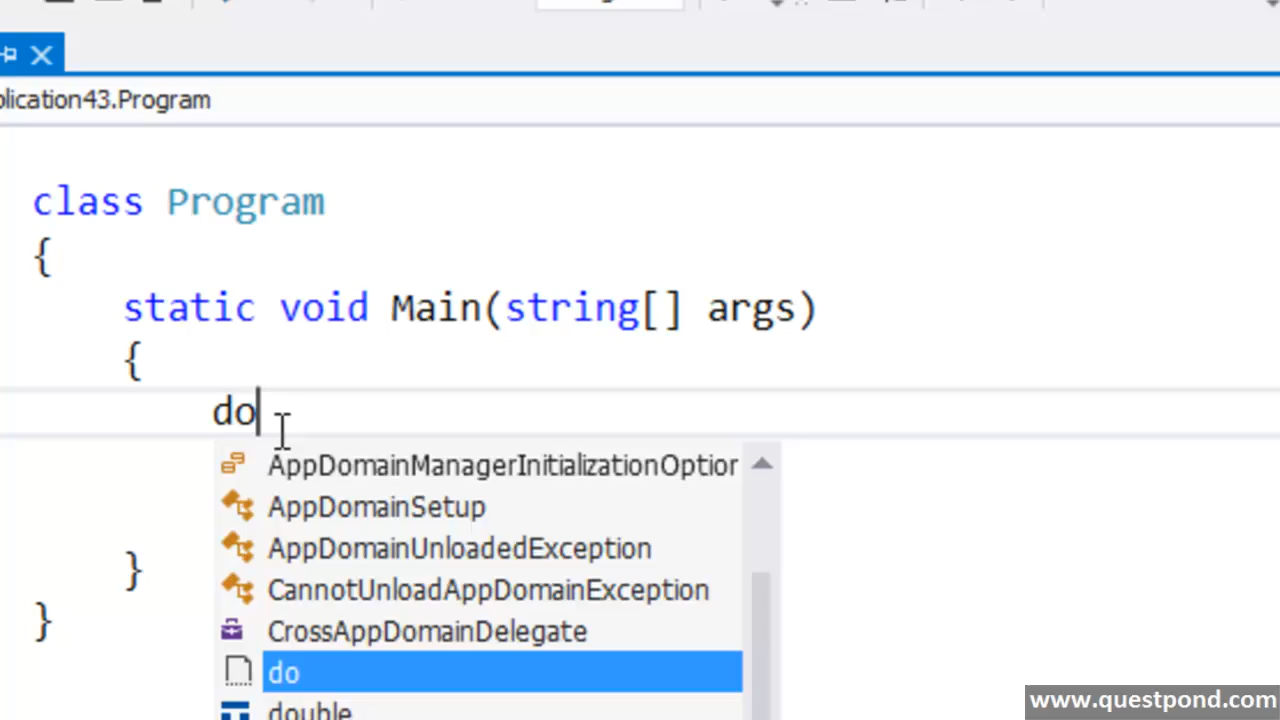 plication43.Program
class Program
{
static void Main(string[] args)
{
do
AppDomainManagerInitializationOption
AppDomainSetup
AppDomainUnloadedException
CannotUnloadAppDomainException
CrossAppDomainDelegate
do
double
}
}
www.questpond.com